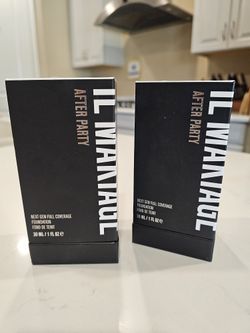 IL MAKIAGE
AFTER PARTY
NEXT GEN FULL COVERAGE
FOUNDATION
FOND DE TEINT
30 ML / 1 FL OZ ℮
IL MAKIAGE
AFTER PARTY
NEXT GEN FULL COVERAGE
FOUNDATION
FOND DE TEINT
30 ML / 1 FL OZ ℮